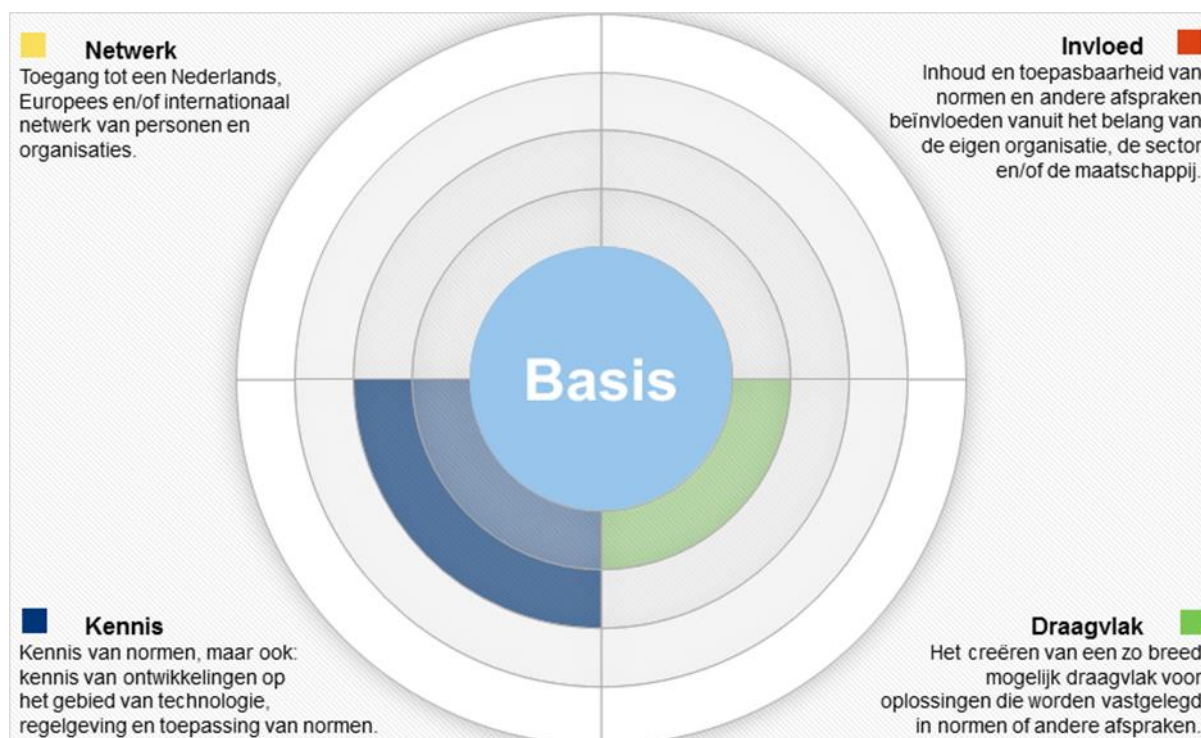 Netwerk
Toegang tot een Nederlands,
Europees en/of internationaal
netwerk van personen en
organisaties.
Invloed
Inhoud en toepasbaarheid van
normen en andere afspraken
beïnvloeden vanuit het belang van
de eigen organisatie, de sector
en/of de maatschappij.
Basis
Kennis
Kennis van normen, maar ook:
kennis van ontwikkelingen op
het gebied van technologie,
regelgeving en toepassing van normen.
Draagvlak
Het creëren van een zo breed
mogelijk draagvlak voor
oplossingen die worden vastgelegd
in normen of andere afspraken.